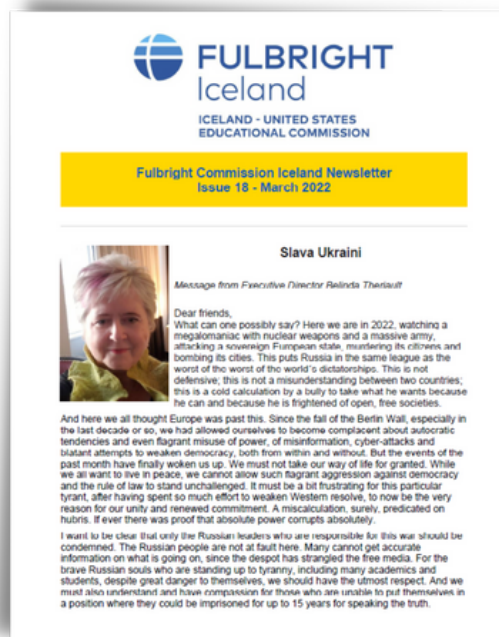 FULBRIGHT
Iceland
ICELAND - UNITED STATES
EDUCATIONAL COMMISSION
Fulbright Commission Iceland Newsletter
Issue 18 - March 2022
Slava Ukraini
Message from Executive Director Belinda Theriault
Dear friends,
What can one possibly say? Here we are in 2022, watching a
megalomaniac with nuclear weapons and a massive army,
attacking a sovereign European state, murdering its citizens and
bombing its cities. This puts Russia in the same league as the
worst of the worst of the world's dictatorships. This is not
defensive; this is not a misunderstanding between two countries;
this is a cold calculation by a bully to take what he wants because
he can and because he is frightened of open, free societies.
And here we all thought Europe was past this. Since the fall of the Berlin Wall, especially in
the last decade or so, we had allowed ourselves to become complacent about autocratic
tendencies and even flagrant misuse of power, of misinformation, cyber-attacks and
blatant attempts to weaken democracy, both from within and without. But the events of the
past month have finally woken us up. We must not take our way of life for granted. While
we all want to live in peace, we cannot allow such flagrant aggression against democracy
and the rule of law to stand unchallenged. It must be a bit frustrating for this particular
tyrant, after having spent so much effort to weaken Western resolve, to now be the very
reason for our unity and renewed commitment. A miscalculation, surely, predicated on
hubris. If ever there was proof that absolute power corrupts absolutely.
I want to be clear that only the Russian leaders who are responsible for this war should be
condemned. The Russian people are not at fault here. Many cannot get accurate
information on what is going on, since the despot has strangled the free media. For the
brave Russian souls who are standing up to tyranny, including many academics and
students, despite great danger to themselves, we should have the utmost respect. And we
must also understand and have compassion for those who are unable to put themselves in
a position where they could be imprisoned for up to 15 years for speaking the truth.